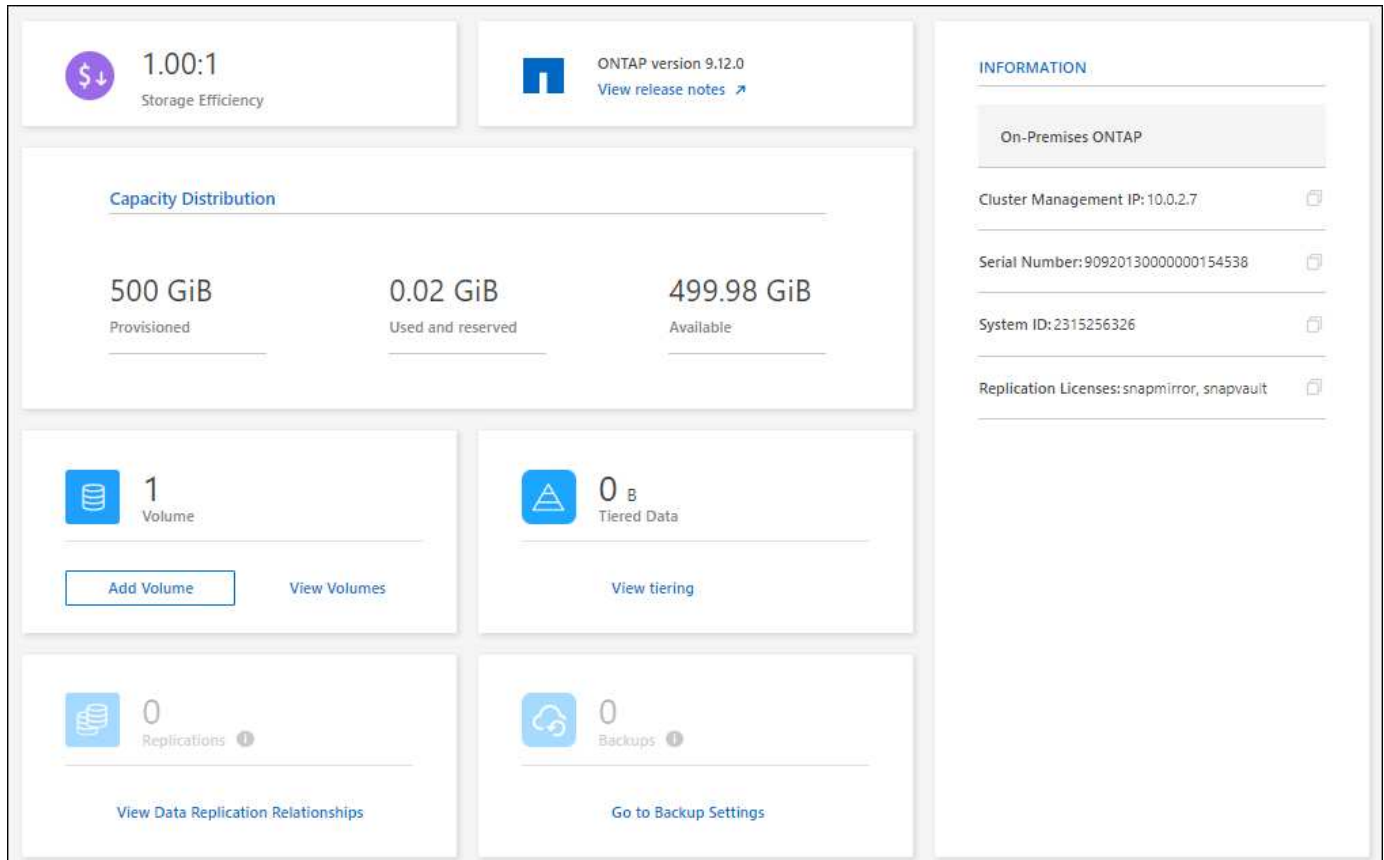 1.00:1
Storage Efficiency
ONTAP version 9.12.0
View release notes
Capacity Distribution
500 GiB
Provisioned
0.02 GiB
Used and reserved
499.98 GiB
Available
1
Volume
Add Volume
View Volumes
0 B
Tiered Data
View tiering
0
Replications
View Data Replication Relationships
0
Backups
Go to Backup Settings
INFORMATION
On-Premises ONTAP
Cluster Management IP: 10.0.2.7
Serial Number: 90920130000000154538
System ID: 2315256326
Replication Licenses: snapmirror, snapvault